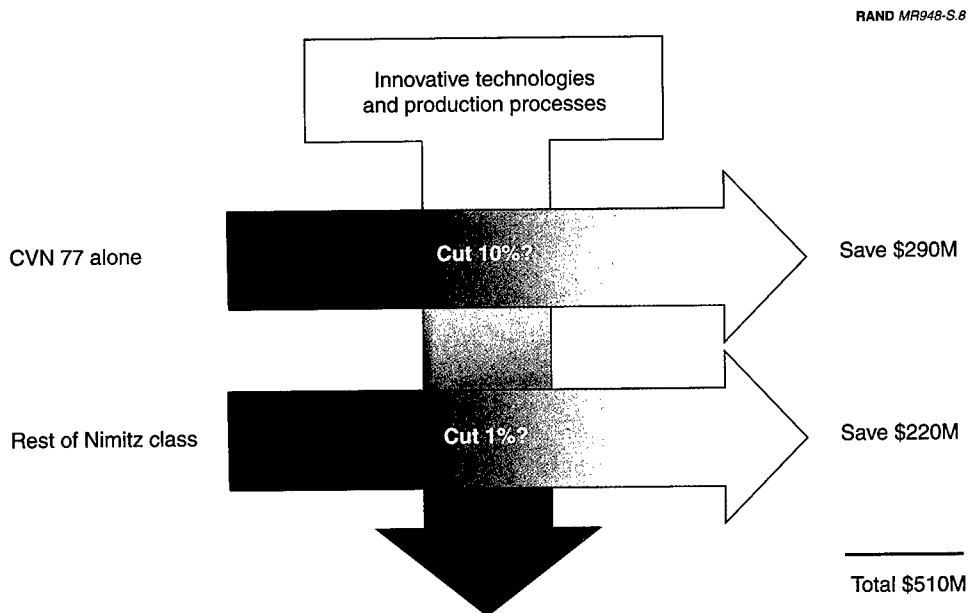 RAND MR948-S.8
Innovative technologies
and production processes
CVN 77 alone
Cut 10%?
Save $290M
Rest of Nimitz class
Cut 1%?
Save $220M
Total $510M